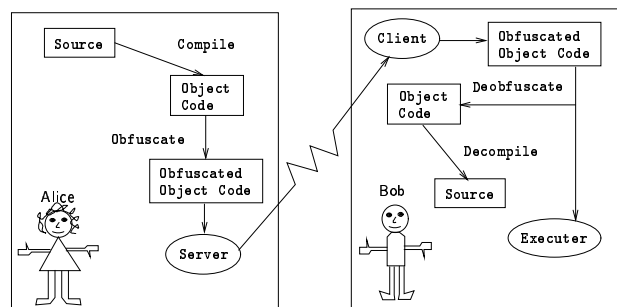 Source
Compile
Object
Code
Obfuscate
Obfuscated
Object Code
Alice
Server
Client
Obfuscated
Object Code
Deobfuscate
Object
Code
Decompile
Bob
Source
Executer